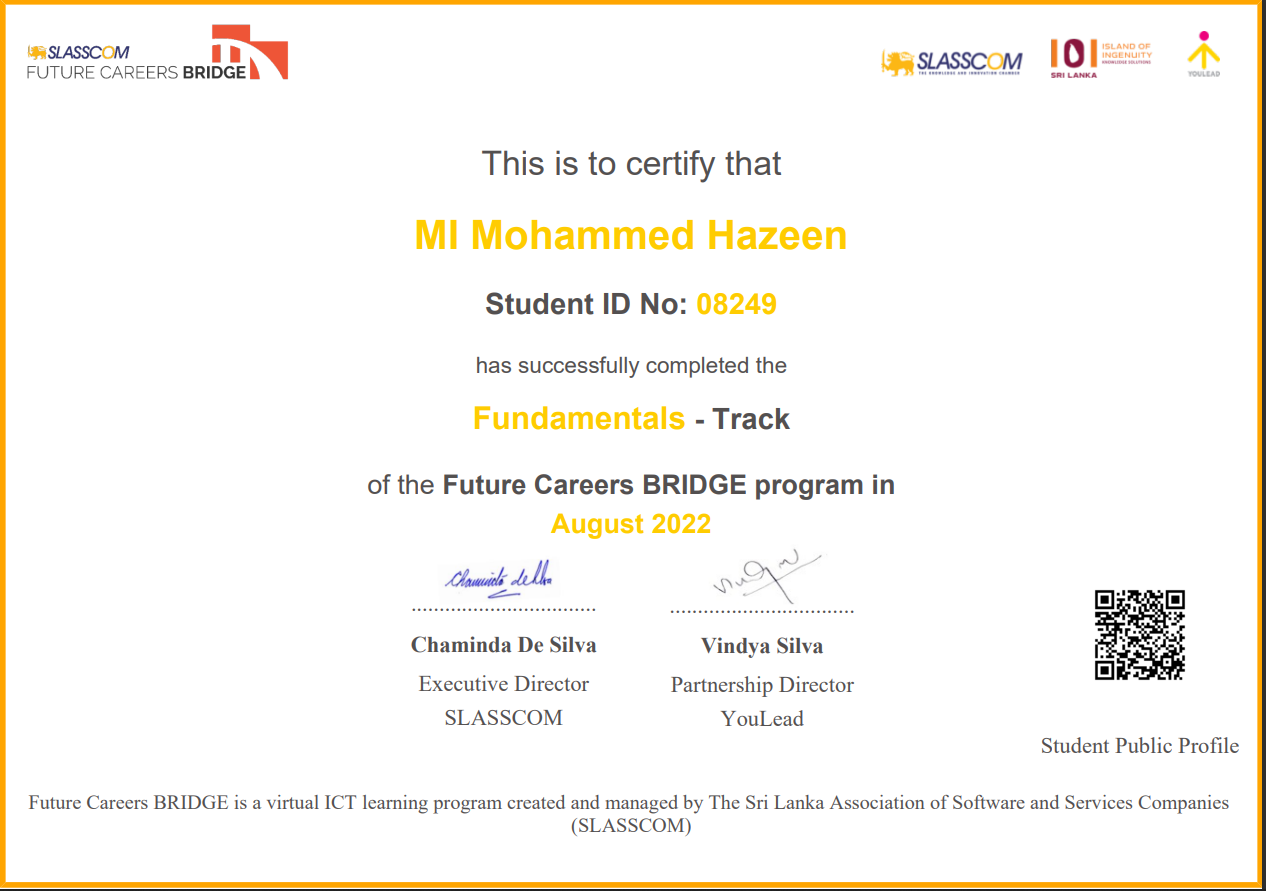 SLASSCOM
FUTURE CAREERS BRIDGE
SLASSCOM
THE KNOWLEDGE AND INNOVATION CHAMBER
IOI
SRI LANKA
ISLAND OF
INGENUITY
KNOWLEDGE SOLUTIONS
YOULEAD
This is to certify that
MI Mohammed Hazeen
Student ID No: 08249
has successfully completed the
Fundamentals - Track
of the Future Careers BRIDGE program in
August 2022
Chaminda De Silva
Vindya Silva
Executive Director
Partnership Director
SLASSCOM
YouLead
Student Public Profile
Future Careers BRIDGE is a virtual ICT learning program created and managed by The Sri Lanka Association of Software and Services Companies
(SLASSCOM)